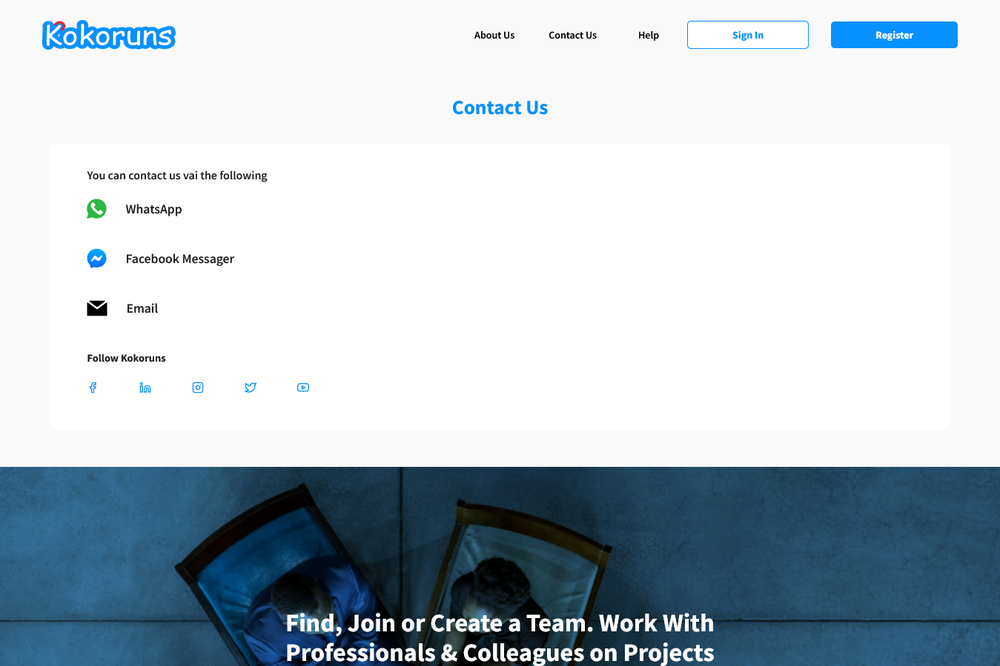 Kokoruns
About Us
Contact Us
Help
Sign In
Register
Contact Us
You can contact us vai the following
WhatsApp
Facebook Messager
Email
Follow Kokoruns
Find, Join or Create a Team. Work With
Professionals & Colleagues on Projects